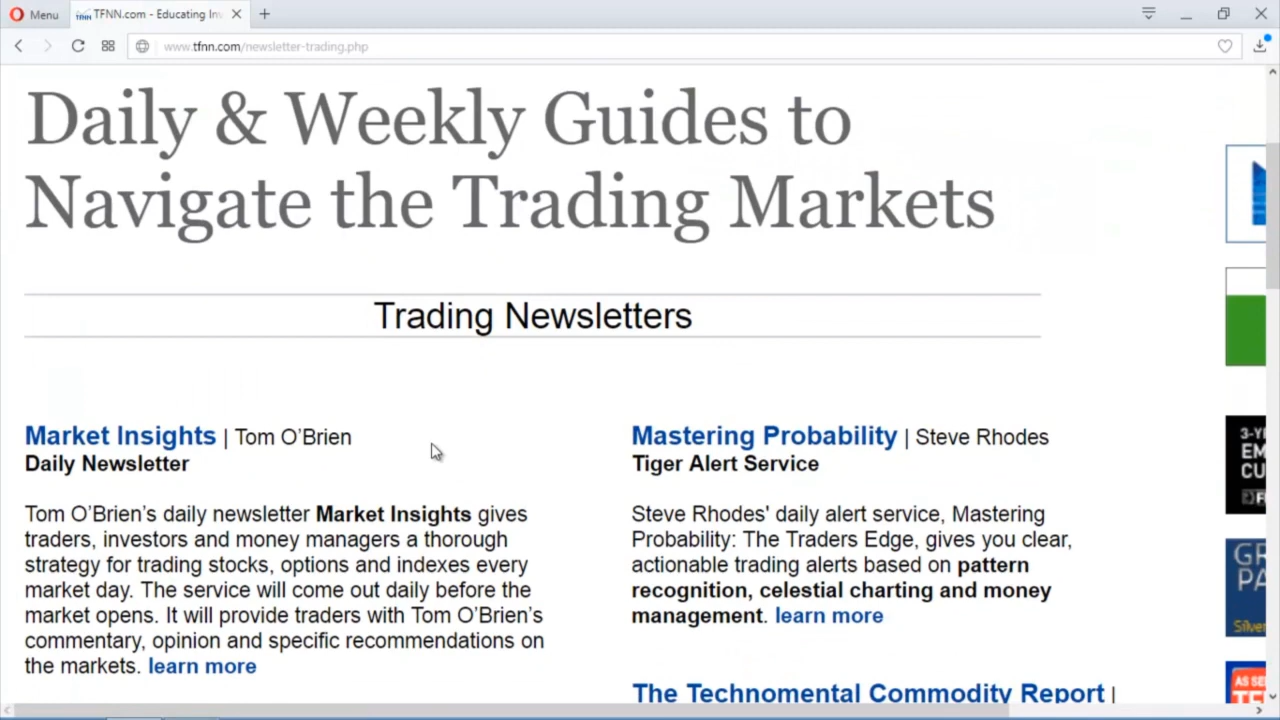 Menu
TFNN.com - Educating In
www.tfnn.com/newsletter-trading.php
Daily & Weekly Guides to
Navigate the Trading Markets
Trading Newsletters
Market Insights | Tom O’Brien
Daily Newsletter
Tom O’Brien’s daily newsletter Market Insights gives
traders, investors and money managers a thorough
strategy for trading stocks, options and indexes every
market day. The service will come out daily before the
market opens. It will provide traders with Tom O’Brien’s
commentary, opinion and specific recommendations on
the markets. learn more
Mastering Probability | Steve Rhodes
Tiger Alert Service
Steve Rhodes' daily alert service, Mastering
Probability: The Traders Edge, gives you clear,
actionable trading alerts based on pattern
recognition, celestial charting and money
management. learn more
The Technomental Commodity Report |
3-Y
EM
CU
GR
PA
Silver
AS SE